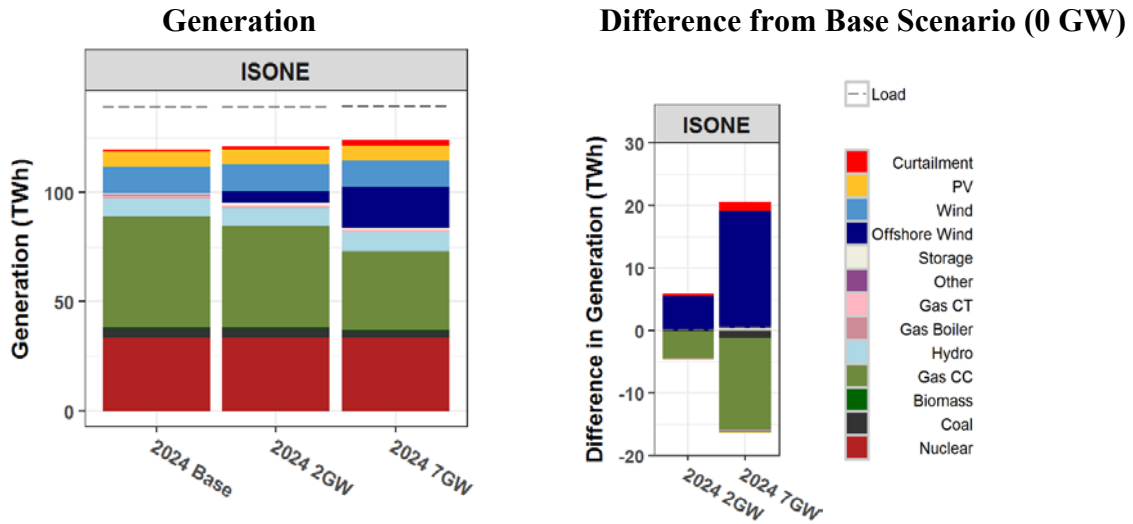 Generation
ISONE
Generation (TWh)
100
50
0
2024 Base
2024 2GW
2024 7GW
Difference from Base Scenario (0 GW)
ISONE
Difference in Generation (TWh)
30
20
10
0
-10
-20
2024 2GW
2024 7GW
Load
Curtailment
PV
Wind
Offshore Wind
Storage
Other
Gas CT
Gas Boiler
Hydro
Gas CC
Biomass
Coal
Nuclear